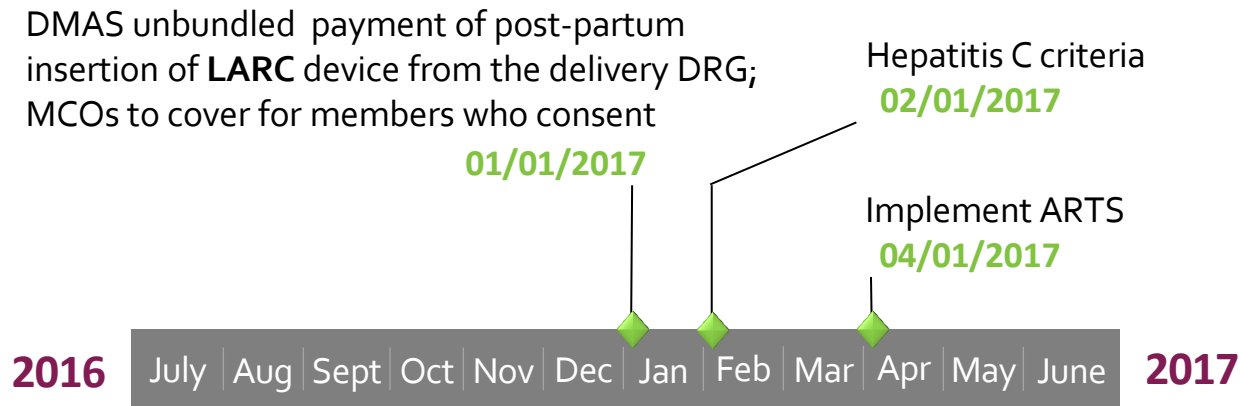 DMAS unbundled payment of post-partum
insertion of LARC device from the delivery DRG;
MCOs to cover for members who consent
01/01/2017
Hepatitis C criteria
02/01/2017
Implement ARTS
04/01/2017
2016 July Aug Sept Oct Nov Dec Jan Feb Mar Apr May June 2017